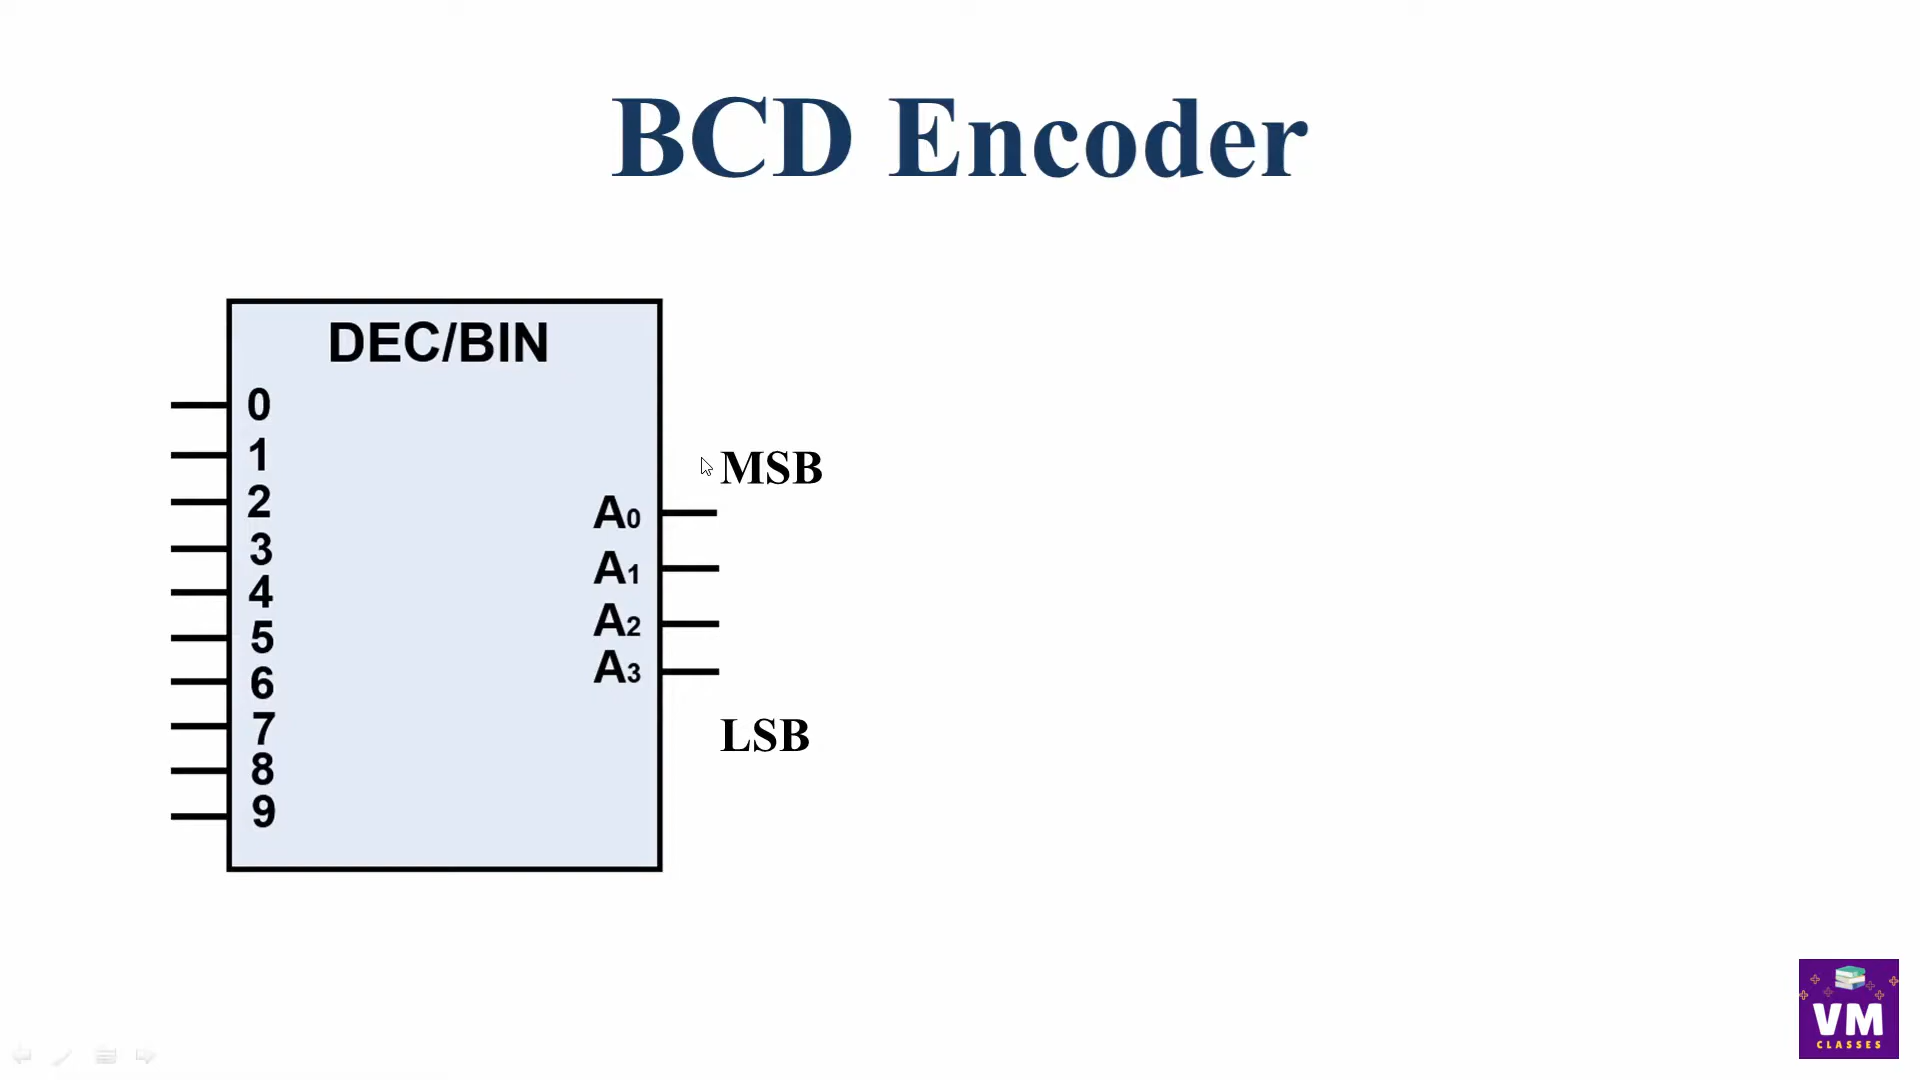 BCD Encoder
DEC/BIN
0
1
2
3
4
5
6
7
8
9
MSB
A0
A1
A2
A3
LSB
VM
CLASSES